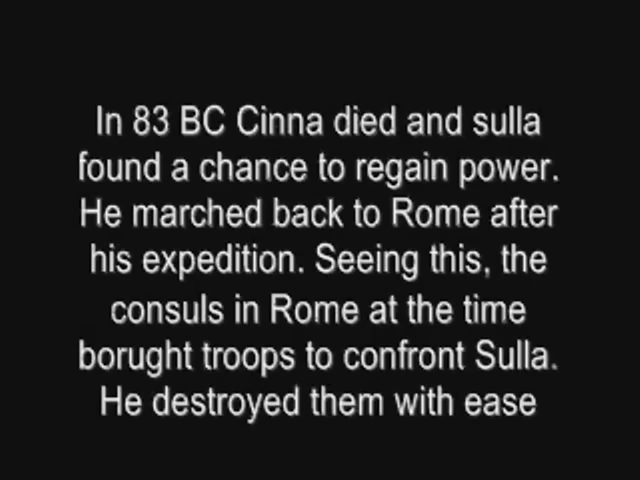 In 83 BC Cinna died and sulla
found a chance to regain power.
He marched back to Rome after
his expedition. Seeing this, the
consuls in Rome at the time
borught troops to confront Sulla.
He destroyed them with ease